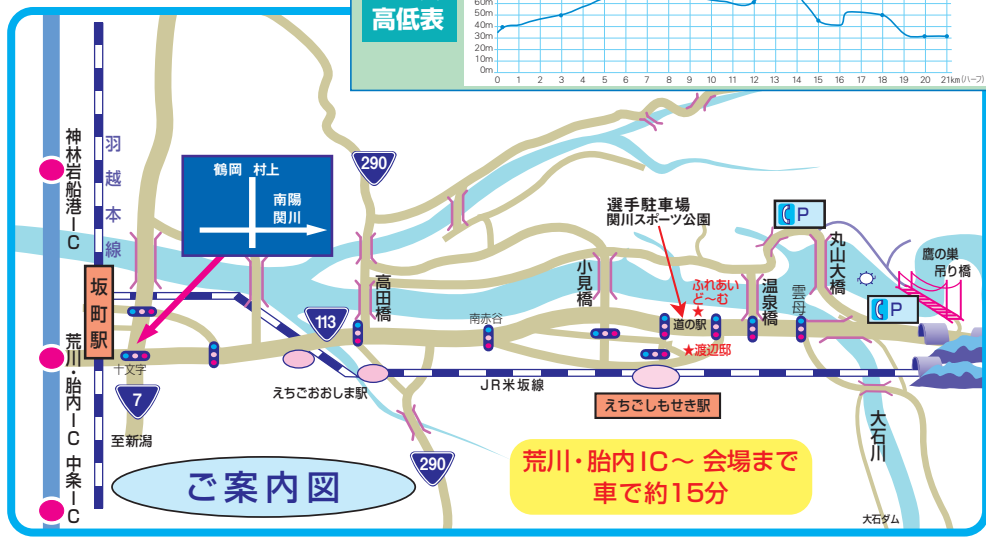 高低表
60m
50m
40m
30m
20m
10m
0m
0 1 2 3 4 5 6 7 8 9 10 11 12 13 14 15 16 17 18 19 20 21km(ハーフ)
神林岩船港IC
羽越本線
鶴岡 村上
南陽
関川
290
選手駐車場
関川スポーツ公園
P
丸山大橋
鷹の巣
吊り橋
P
坂町駅
高田橋
小見橋
ふれあい
ど〜む
★
温泉橋
雲母
113
南赤谷
道の駅
★渡辺邸
十文字
荒川・胎内IC
えちごおおしま駅
JR米坂線
えちごしもせき駅
7
至新潟
大石川
中条IC
ご案内図
290
荒川・胎内IC〜 会場まで
車で約15分
大石ダム